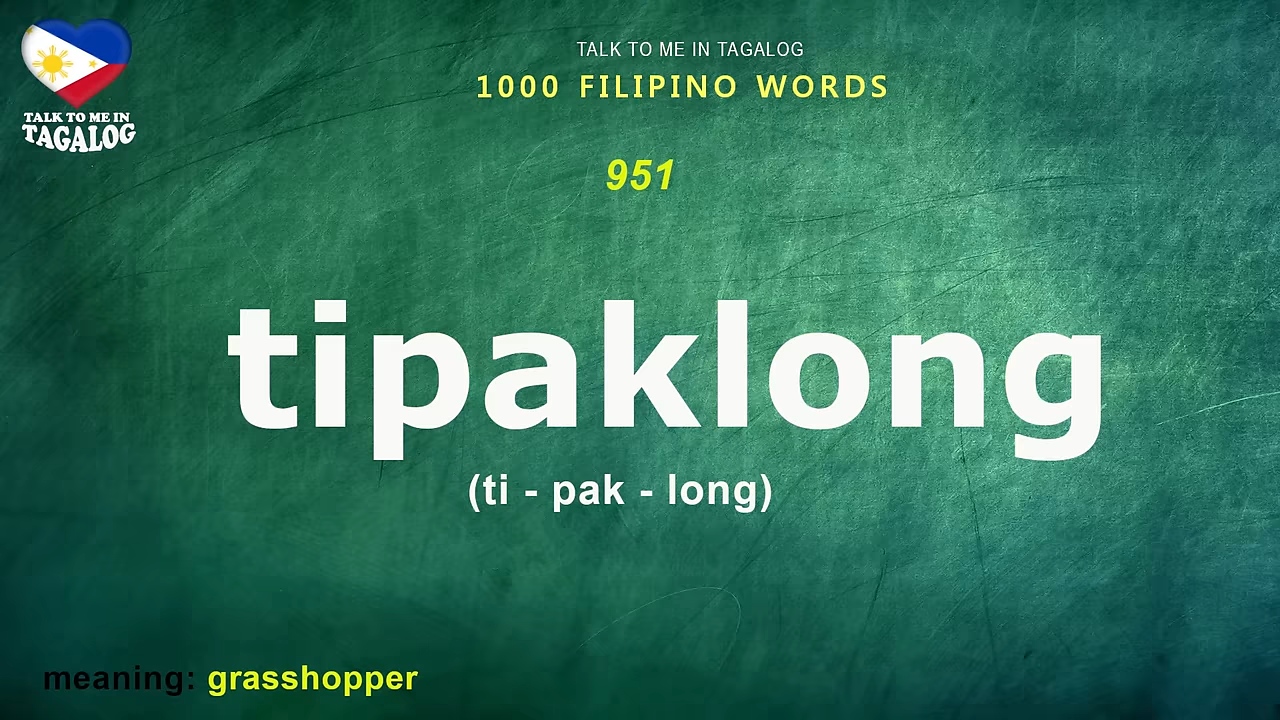 TALK TO ME IN
TAGALOG
TALK TO ME IN TAGALOG
1000 FILIPINO WORDS
951
tipaklong
(ti - pak - long)
meaning: grasshopper